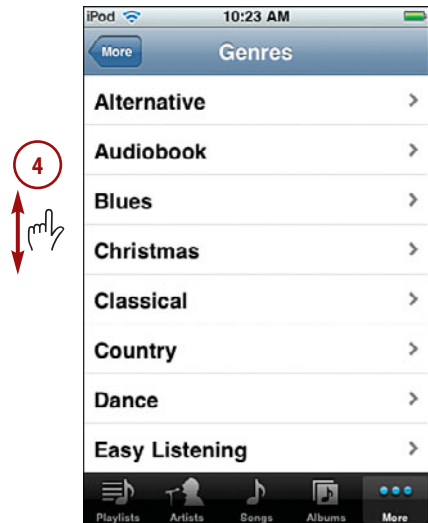 iPod 10:23 AM
More Genres
Alternative
Audiobook
4
Blues
Christmas
Classical
Country
Dance
Easy Listening
Playlists Artists Songs Albums More